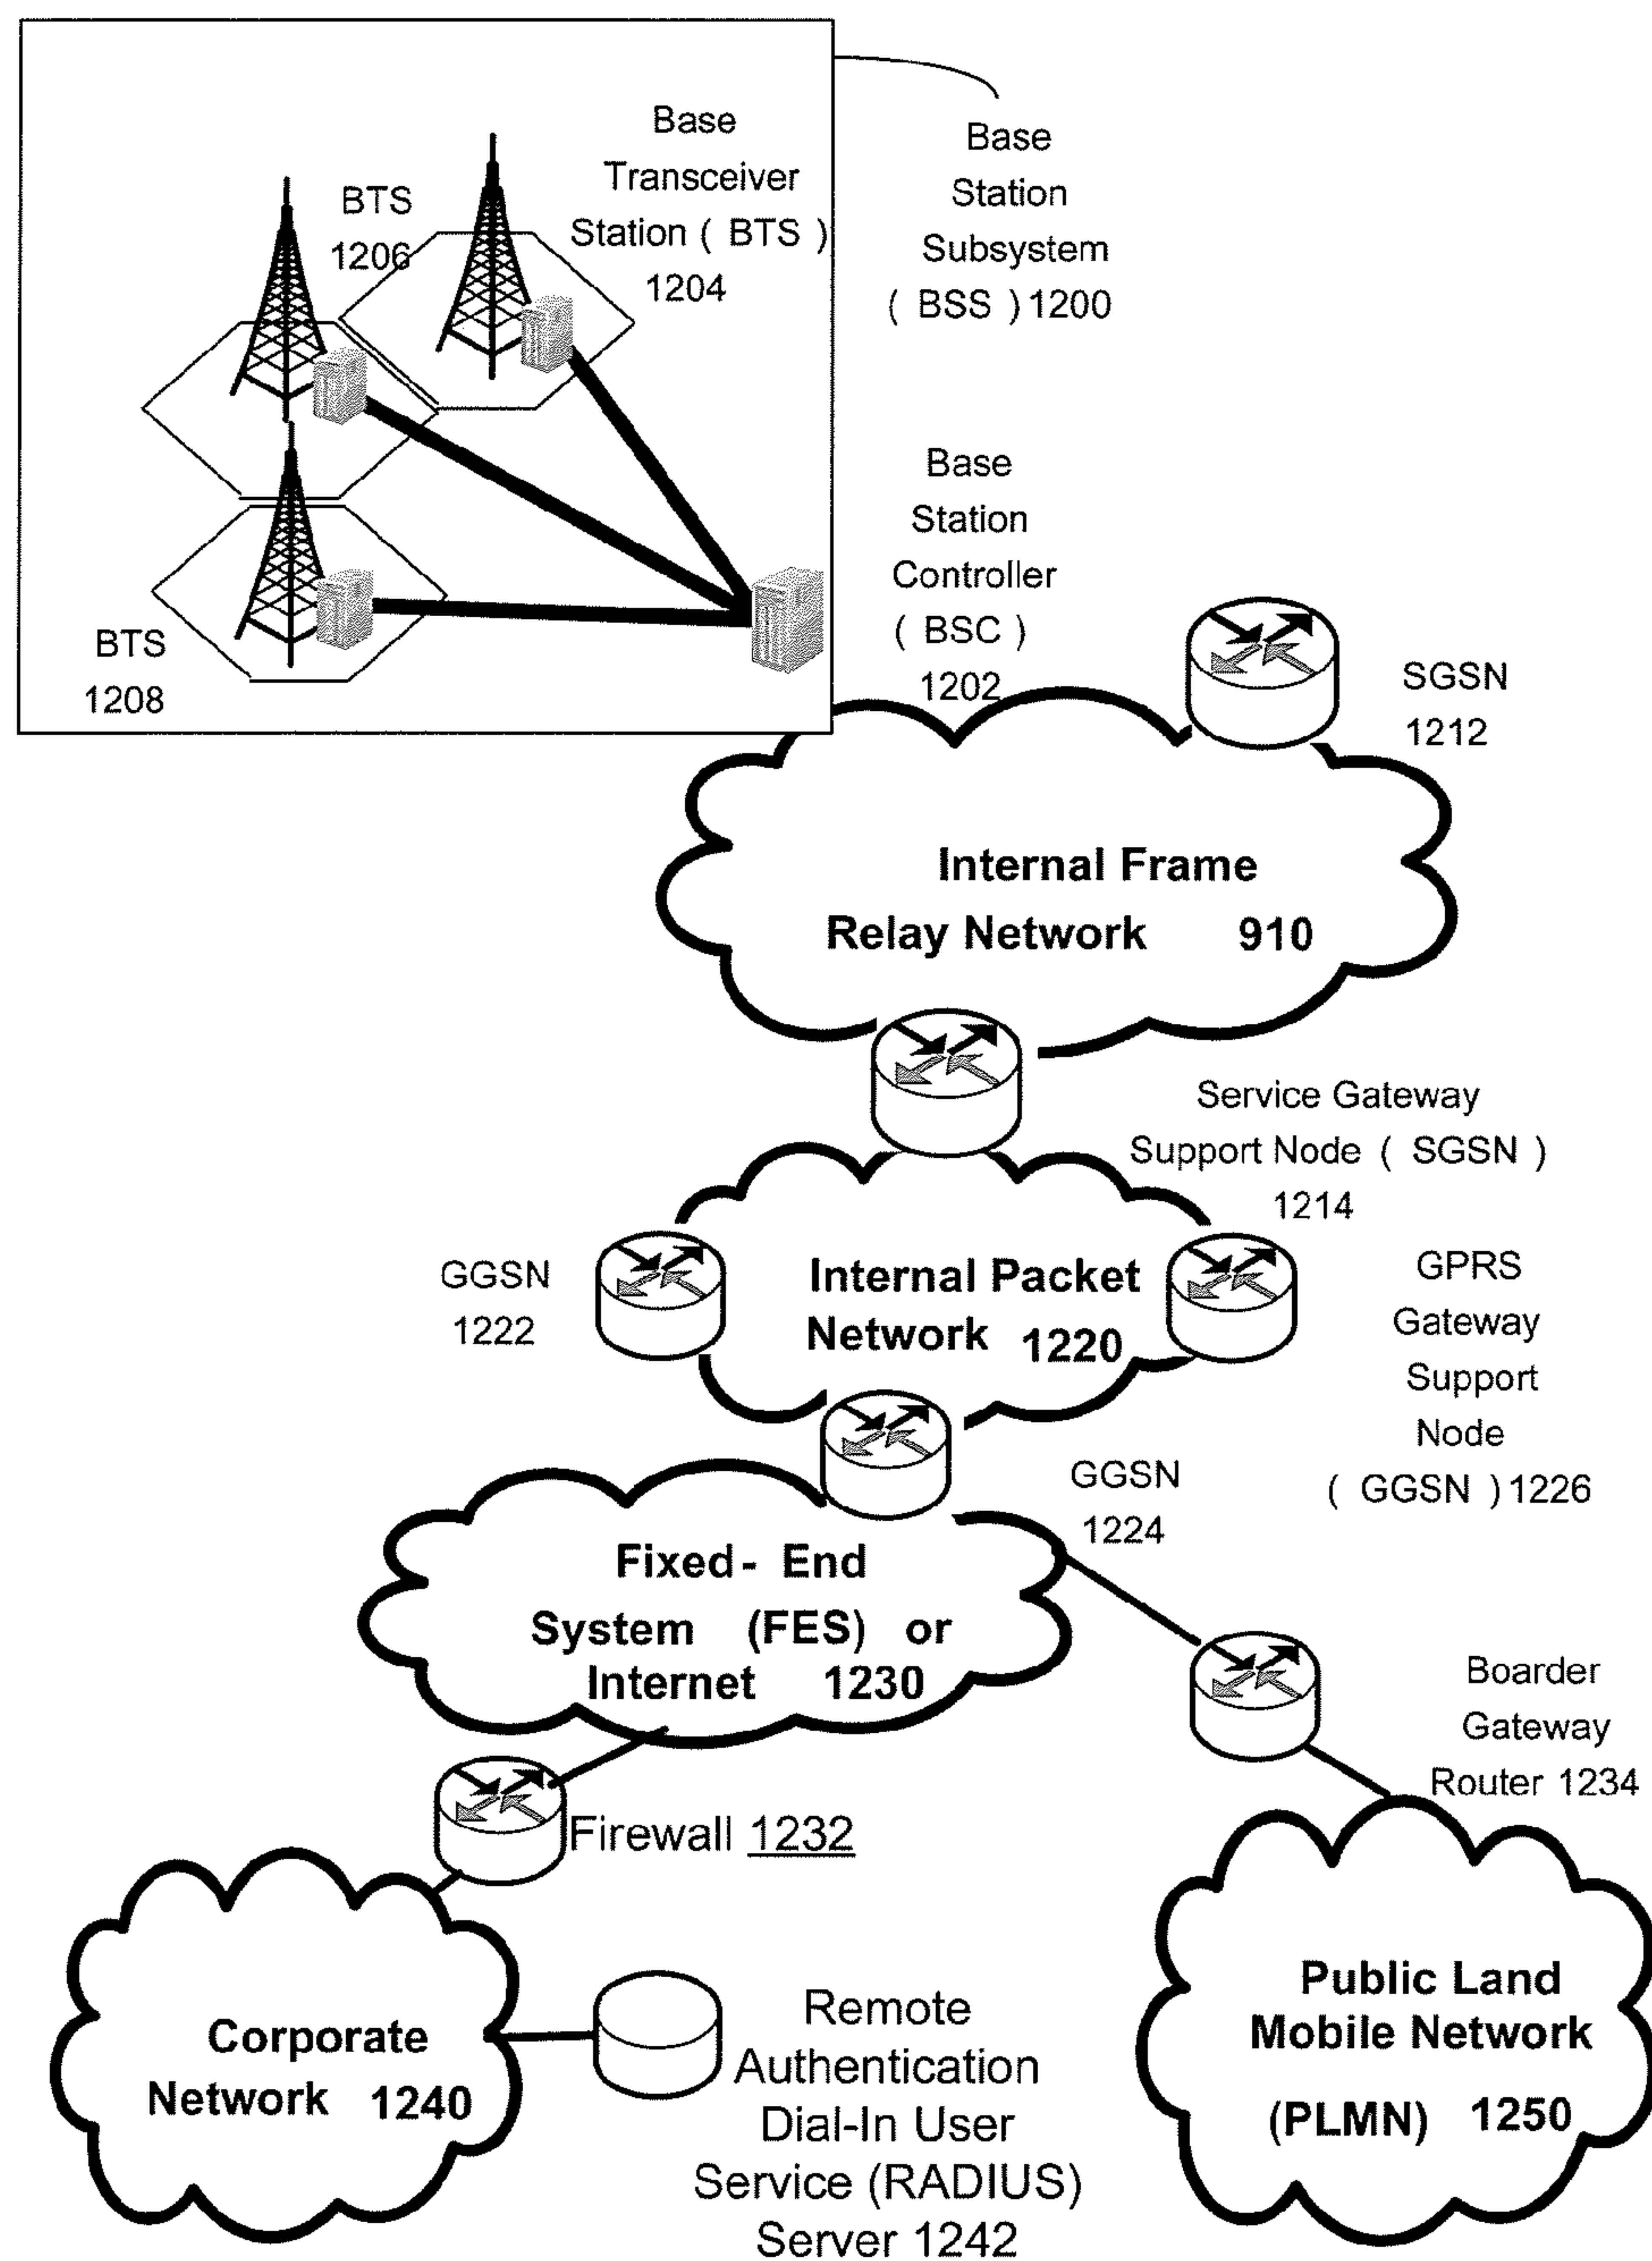 Base
Transceiver
Station ( BTS )
1204
BTS
1206
BTS
1208
Base
Station
Subsystem
( BSS ) 1200
Base
Station
Controller
( BSC )
1202
SGSN
1212
Internal Frame
Relay Network 910
Service Gateway
Support Node ( SGSN )
1214
GGSN
1222
Internal Packet
Network 1220
GPRS
Gateway
Support
Node
( GGSN ) 1226
GGSN
1224
Fixed- End
System (FES) or
Internet 1230
Boarder
Gateway
Router 1234
Firewall 1232
Corporate
Network 1240
Remote
Authentication
Dial-In User
Service (RADIUS)
Server 1242
Public Land
Mobile Network
(PLMN) 1250